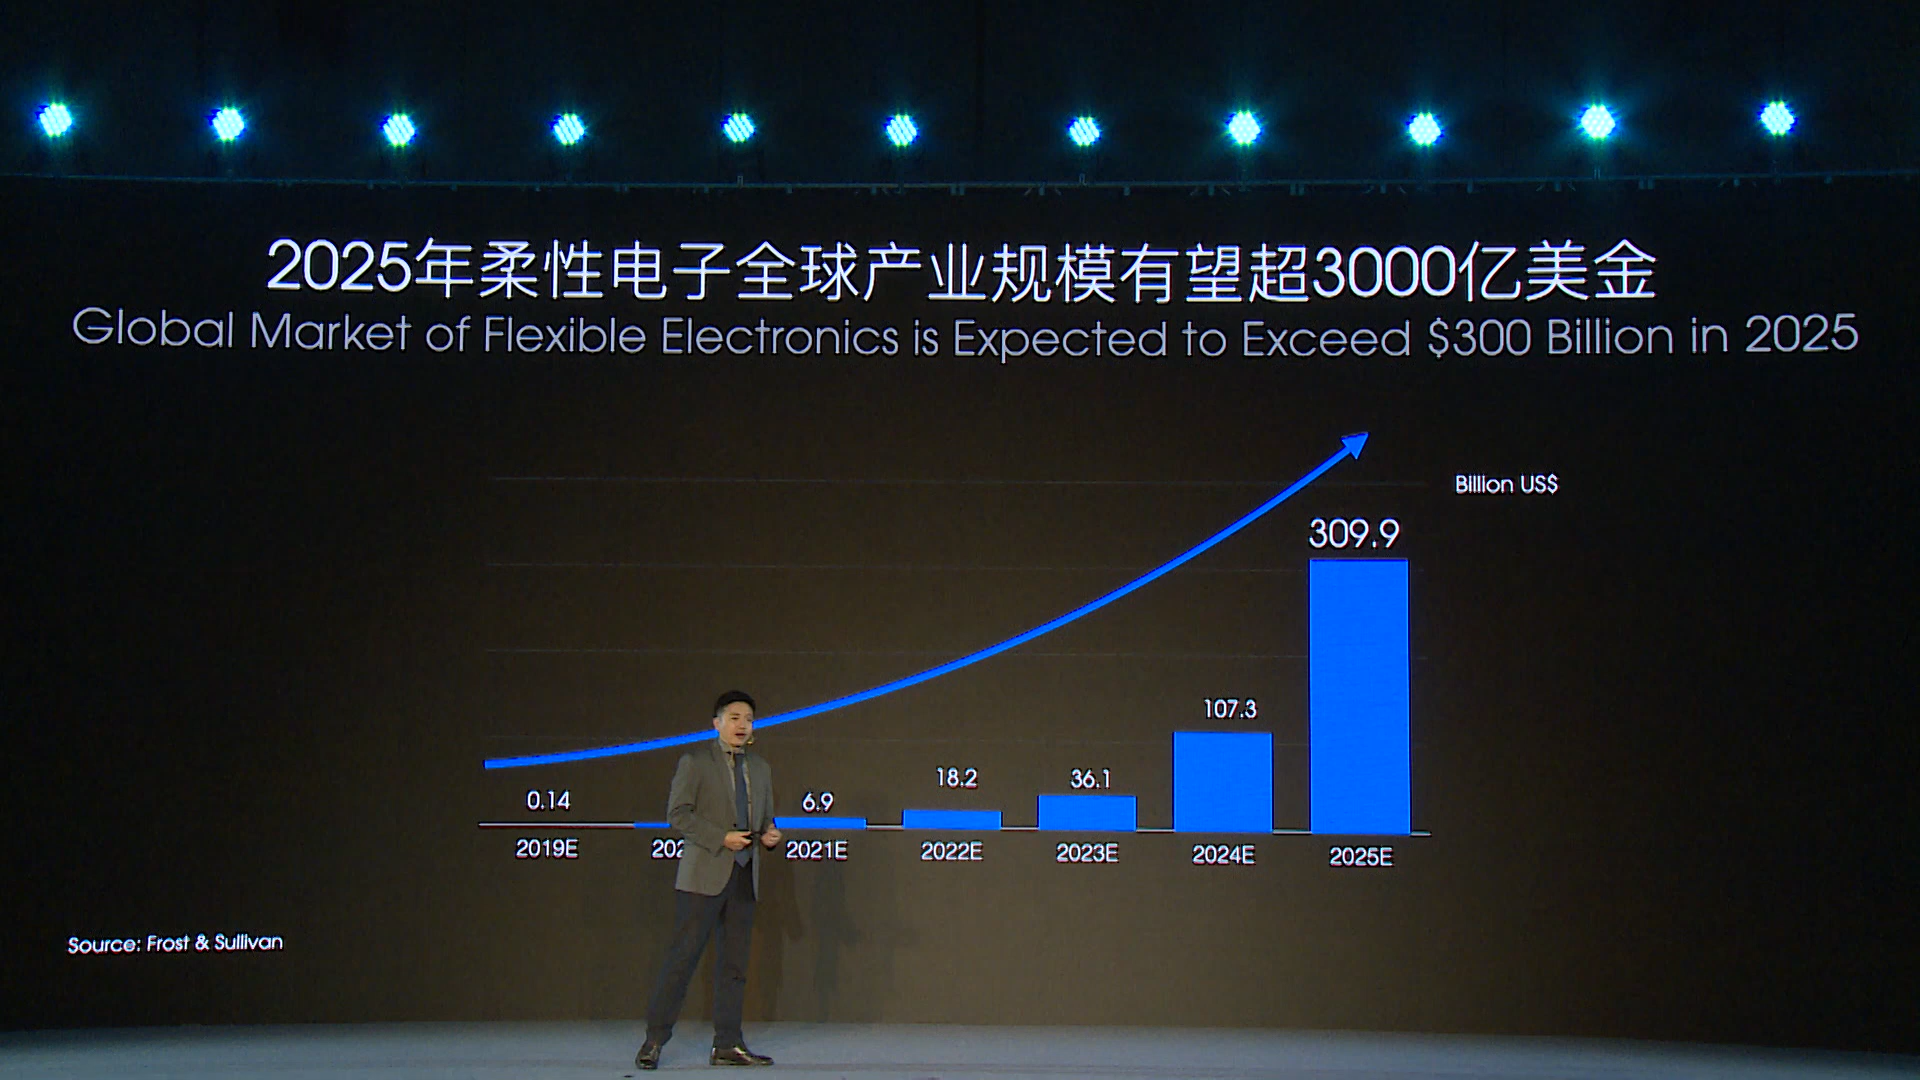 2025年柔性电子全球产业规模有望超3000亿美金
Global Market of Flexible Electronics is Expected to Exceed $300 Billion in 2025
Billion US$
309.9
107.3
36.1
18.2
6.9
0.14
2019E
2021E
2022E
2023E
2024E
2025E
Source: Frost & Sullivan